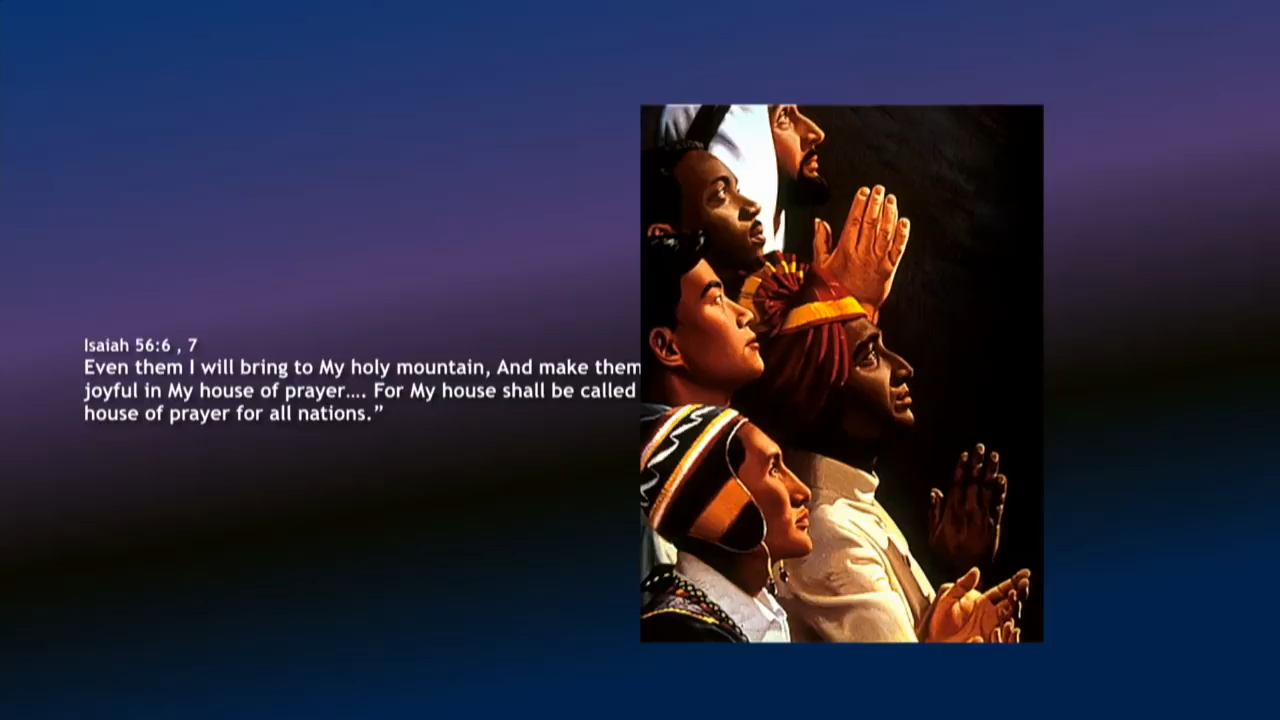 Isaiah 56:6 , 7
Even them I will bring to My holy mountain, And make them
joyful in My house of prayer…. For My house shall be called
house of prayer for all nations.”